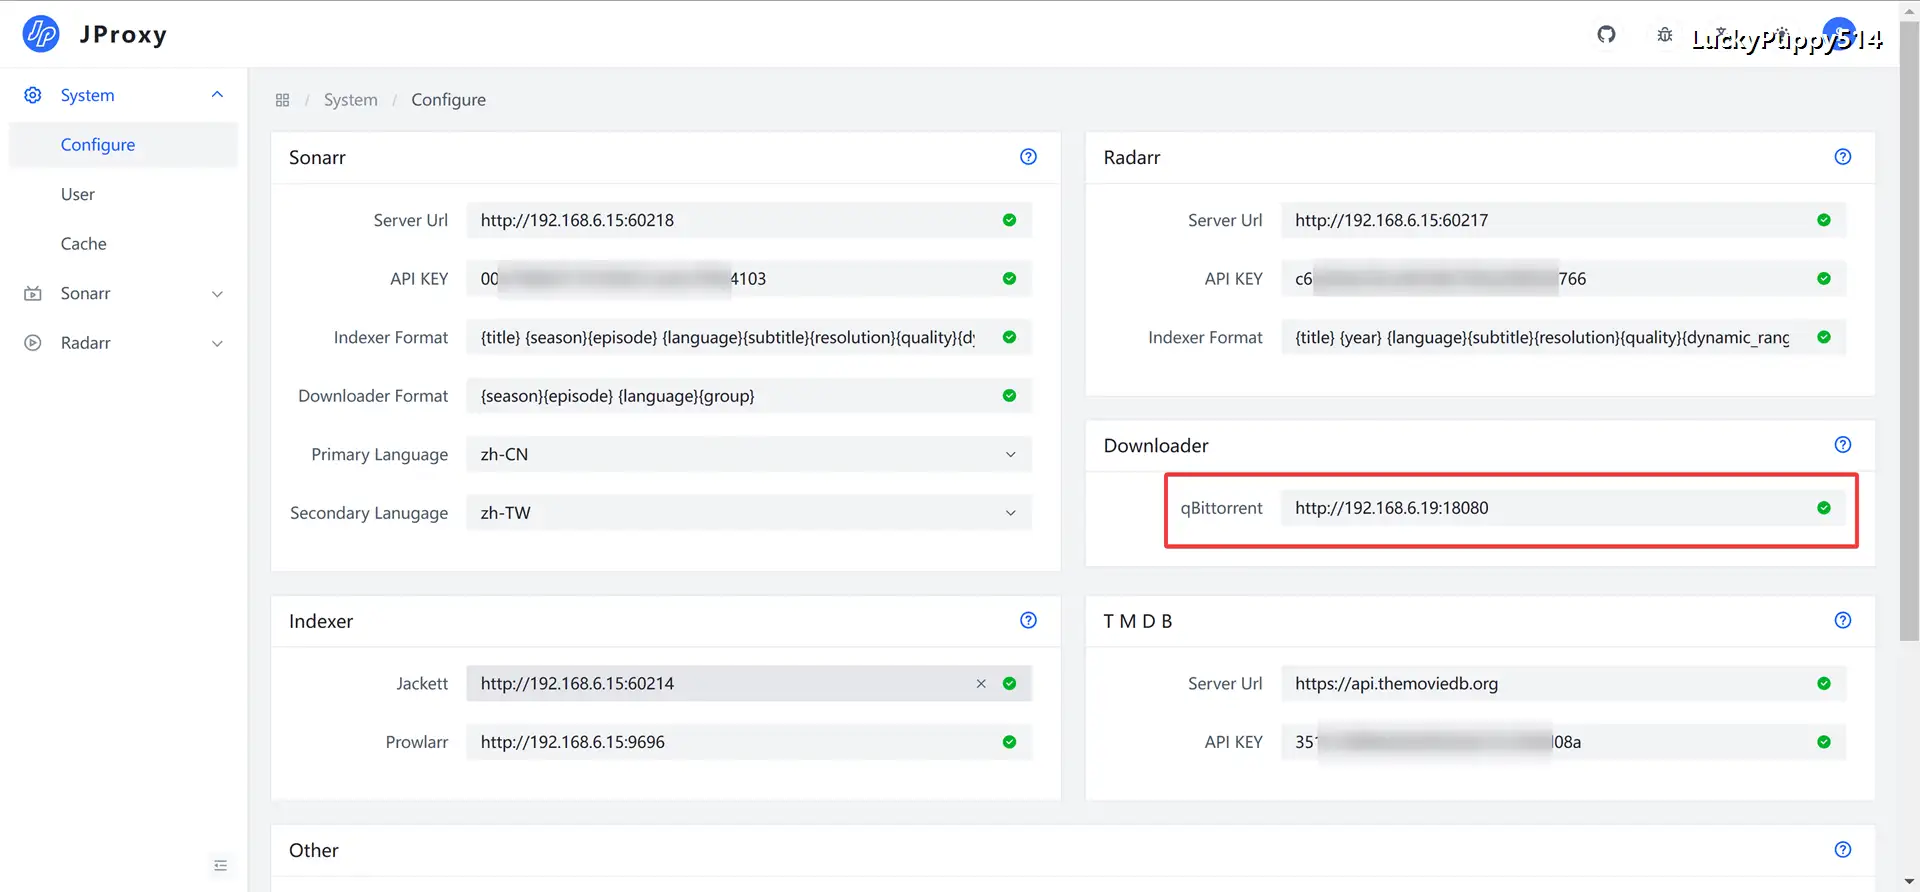 JProxy
LuckyPuppy514
System
Configure
User
Cache
Sonarr
Radarr
/ System / Configure
Sonarr
Server Url http://192.168.6.15:60218
API KEY 00 4103
Indexer Format {title} {season}{episode} {language}{subtitle}{resolution}{quality}{dy
Downloader Format {season}{episode} {language}{group}
Primary Language zh-CN
Secondary Lanugage zh-TW
Radarr
Server Url http://192.168.6.15:60217
API KEY c6 766
Indexer Format {title} {year} {language}{subtitle}{resolution}{quality}{dynamic_rang
Downloader
qBittorrent http://192.168.6.19:18080
Indexer
Jackett http://192.168.6.15:60214
Prowlarr http://192.168.6.15:9696
T M D B
Server Url https://api.themoviedb.org
API KEY 351 08a
Other